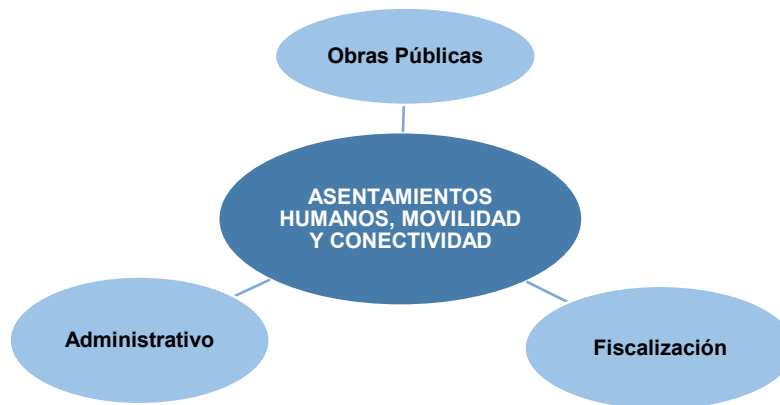 Obras Públicas
ASENTAMIENTOS
HUMANOS, MOVILIDAD
Y CONECTIVIDAD
Administrativo
Fiscalización